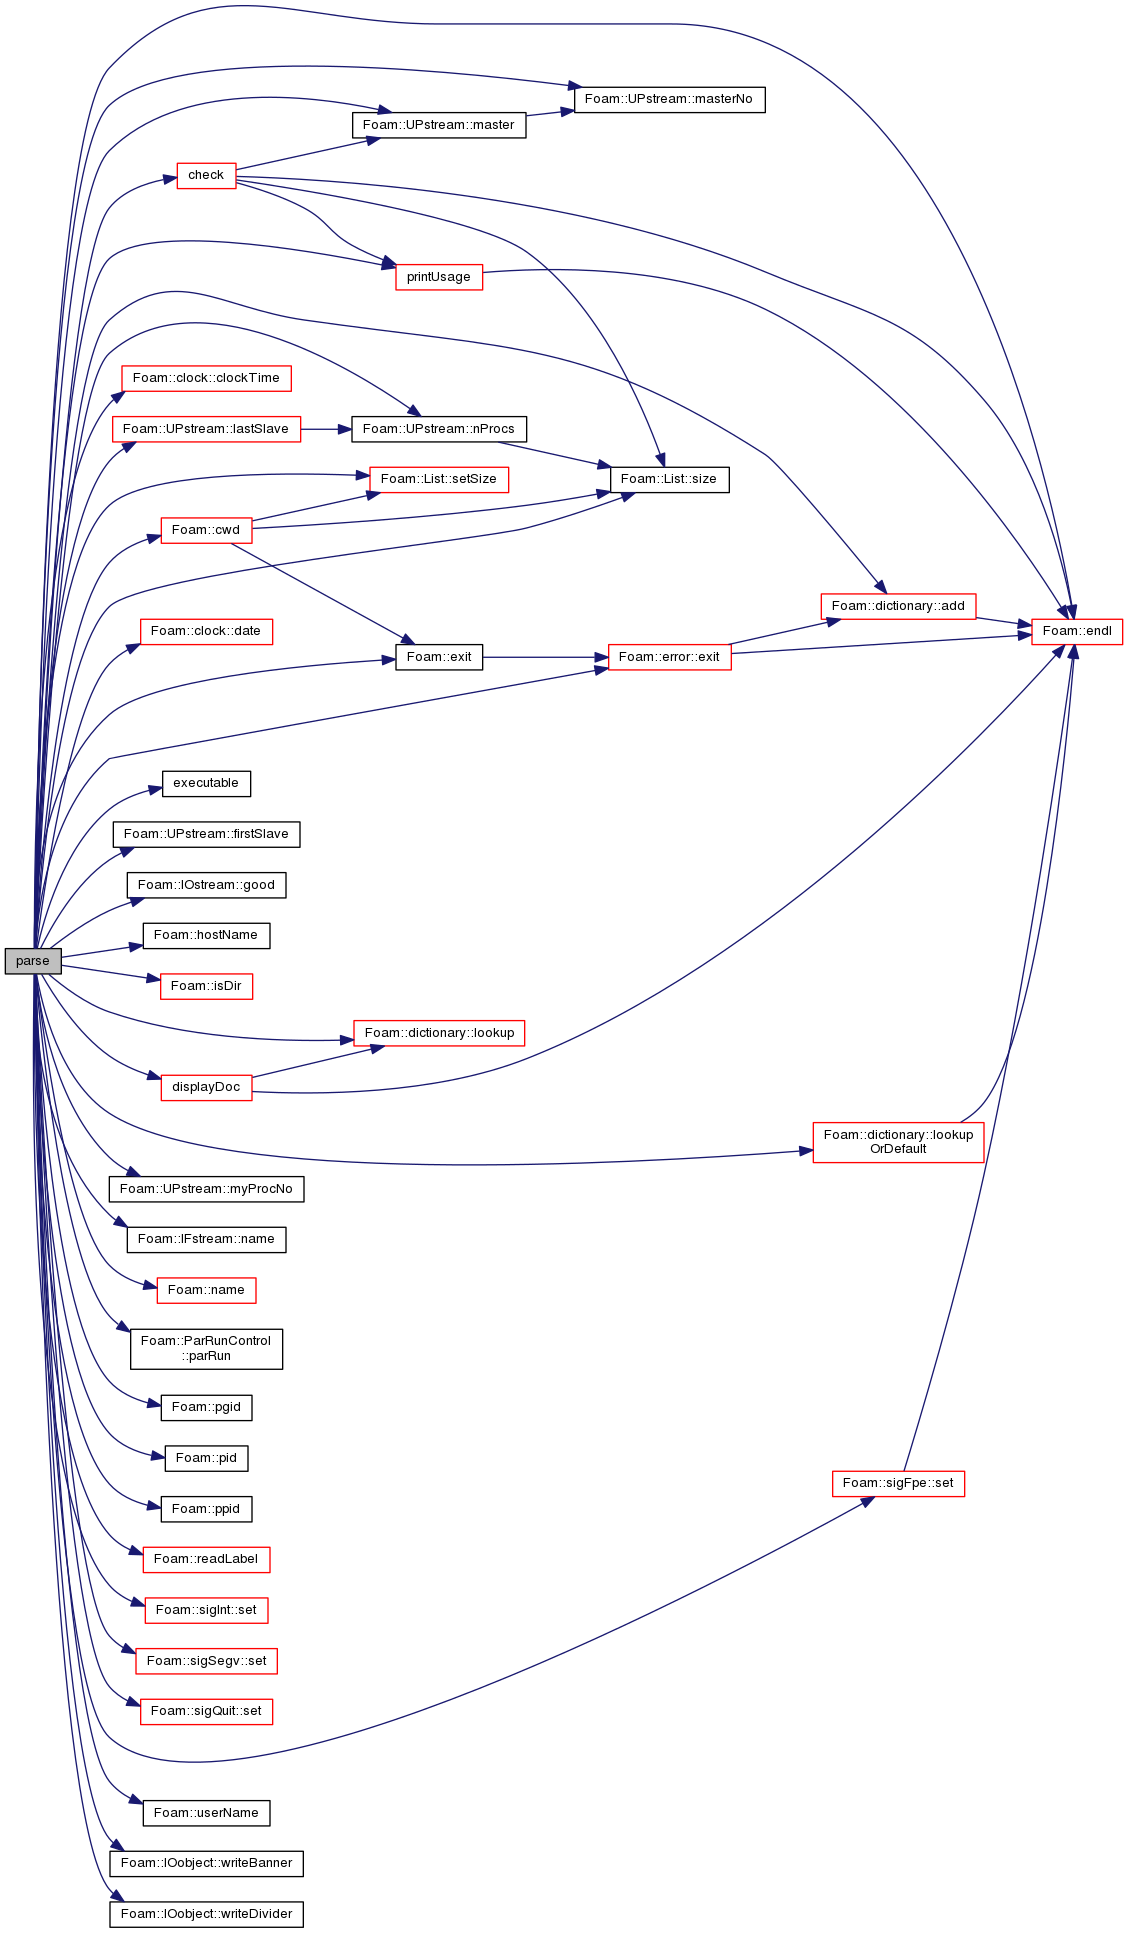 Foam::UPstream::masterNo
Foam::UPstream::master
check
printUsage
Foam::clock::clockTime
Foam::UPstream::lastSlave
Foam::UPstream::nProcs
Foam::List::setSize
Foam::List::size
Foam::cwd
Foam::dictionary::add
Foam::clock::date
Foam::endl
Foam::exit
Foam::error::exit
executable
Foam::UPstream::firstSlave
Foam::IOstream::good
Foam::hostName
parse
Foam::isDir
Foam::dictionary::lookup
displayDoc
Foam::dictionary::lookup
OrDefault
Foam::UPstream::myProcNo
Foam::IFstream::name
Foam::name
Foam::ParRunControl
::parRun
Foam::pgid
Foam::pid
Foam::sigFpe::set
Foam::ppid
Foam::readLabel
Foam::sigInt::set
Foam::sigSegv::set
Foam::sigQuit::set
Foam::userName
Foam::IOobject::writeBanner
Foam::IOobject::writeDivider